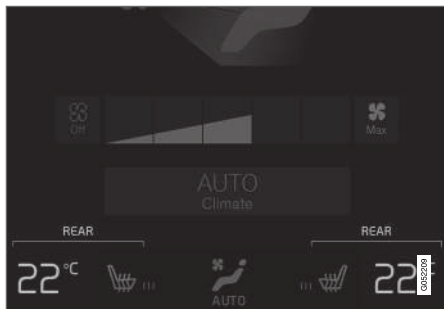 Off
Max
AUTO
Climate
REAR REAR
22°C AUTO 22°
G052209